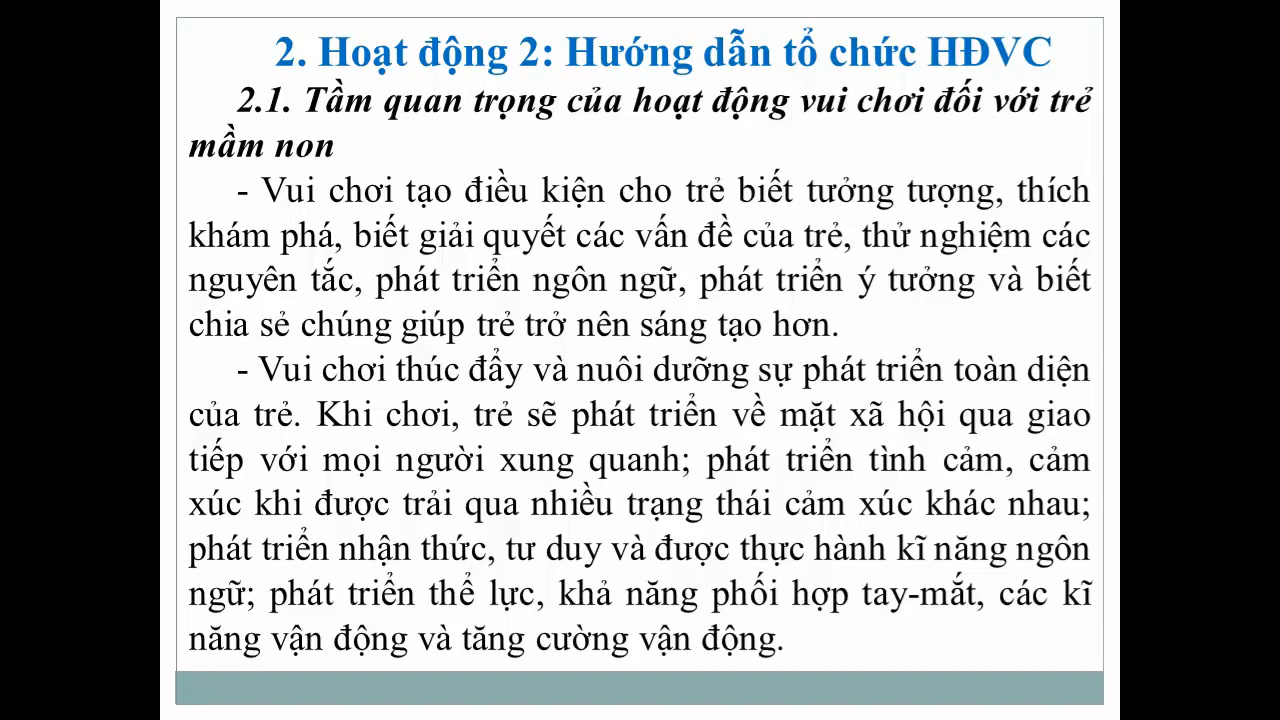 2. Hoạt động 2: Hướng dẫn tổ chức HĐVC
2.1. Tầm quan trọng của hoạt động vui chơi đối với trẻ
mầm non
- Vui chơi tạo điều kiện cho trẻ biết tưởng tượng, thích
khám phá, biết giải quyết các vấn đề của trẻ, thử nghiệm các
nguyên tắc, phát triển ngôn ngữ, phát triển ý tưởng và biết
chia sẻ chúng giúp trẻ trở nên sáng tạo hơn.
- Vui chơi thúc đẩy và nuôi dưỡng sự phát triển toàn diện
của trẻ. Khi chơi, trẻ sẽ phát triển về mặt xã hội qua giao
tiếp với mọi người xung quanh; phát triển tình cảm, cảm
xúc khi được trải qua nhiều trạng thái cảm xúc khác nhau;
phát triển nhận thức, tư duy và được thực hành kĩ năng ngôn
ngữ; phát triển thể lực, khả năng phối hợp tay-mắt, các kĩ
năng vận động và tăng cường vận động.